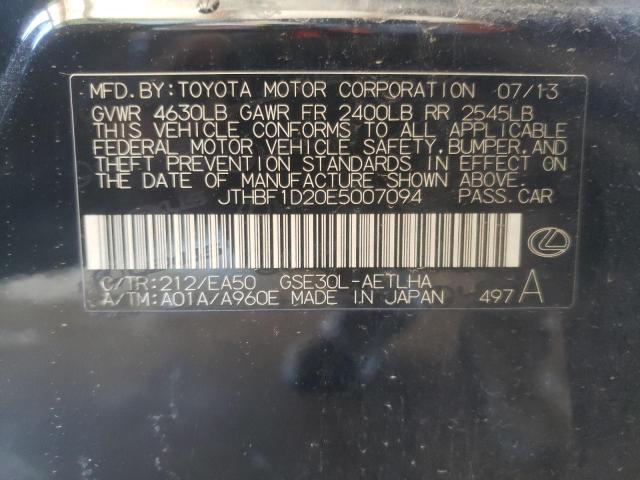 MFD.BY:TOYOTA MOTOR CORPORATION 07/13
GVWR 4630LB GAWR FR 2400LB RR 2545LB
THIS VEHICLE CONFORMS TO ALL APPLICABLE
FEDERAL MOTOR VEHICLE SAFETY,BUMPER,AND
THEFT PREVENTION STANDARDS IN EFFECT ON
THE DATE OF MANUFACTURE SHOWN ABOVE.
JTHBF1D20E5007094 PASS.CAR
C/TR:212/EA50 GSE30L-AETLHA
A/TM:A01A/A960E MADE IN JAPAN 497 A